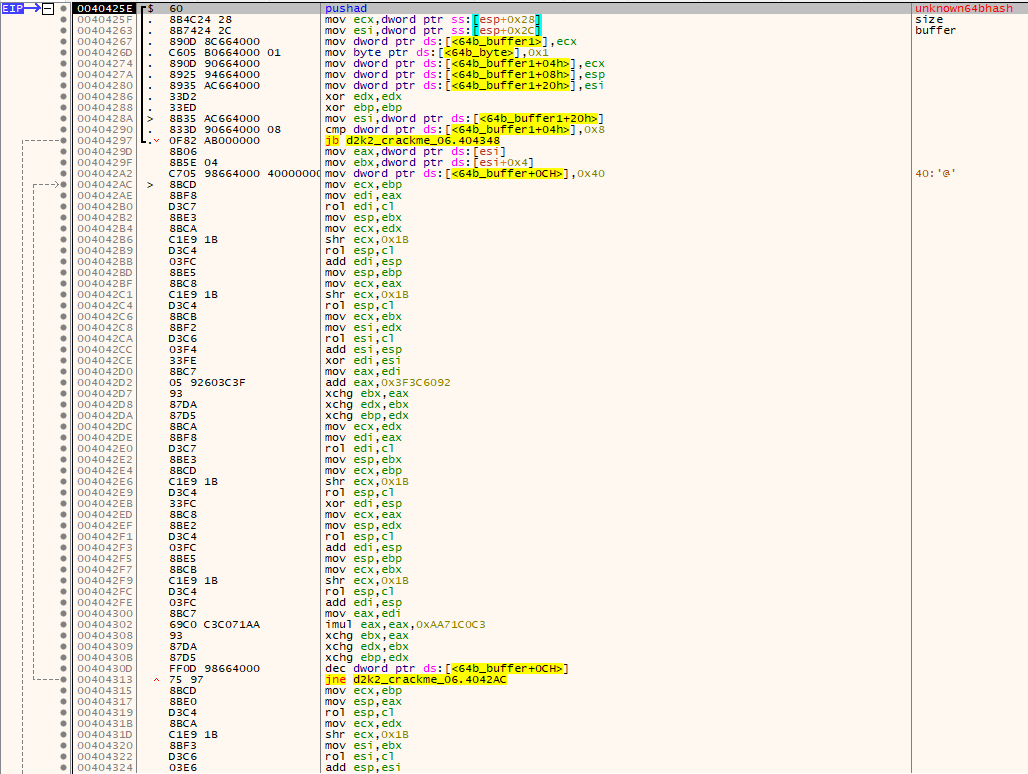 EIP 0040425E $ 60 pushad unknown64bhash
0040425F . 8B4C24 28 mov ecx,dword ptr ss:[esp+0x28] size
00404263 . 8B7424 2C mov esi,dword ptr ss:[esp+0x2C] buffer
00404267 . 890D 8C664000 mov dword ptr ds:[<64b_buffer1>],ecx
0040426D . C605 B0664000 01 mov byte ptr ds:[<64b_byte>],0x1
00404274 . 890D 90664000 mov dword ptr ds:[<64b_buffer1+04h>],ecx
0040427A . 8925 94664000 mov dword ptr ds:[<64b_buffer1+08h>],esp
00404280 . 8935 AC664000 mov dword ptr ds:[<64b_buffer1+20h>],esi
00404286 . 33D2 xor edx,edx
00404288 . 33ED xor ebp,ebp
0040428A > 8B35 AC664000 mov esi,dword ptr ds:[<64b_buffer1+20h>]
00404290 . 833D 90664000 08 cmp dword ptr ds:[<64b_buffer1+04h>],0x8
00404297 . 0F82 AB000000 jb d2k2_crackme_06.404348
0040429D 8B06 mov eax,dword ptr ds:[esi]
0040429F 8B5E 04 mov ebx,dword ptr ds:[esi+0x4]
004042A2 C705 98664000 40000000 mov dword ptr ds:[<64b_buffer+0CH>],0x40 40:'@'
004042AC > 8BCD mov ecx,ebp
004042AE 8BF8 mov edi,eax
004042B0 D3C7 rol edi,cl
004042B2 8BE3 mov esp,ebx
004042B4 8BCA mov ecx,edx
004042B6 C1E9 1B shr ecx,0x1B
004042B9 D3C4 rol esp,cl
004042BB 03FC add edi,esp
004042BD 8BE5 mov esp,ebp
004042BF 8BC8 mov ecx,eax
004042C1 C1E9 1B shr ecx,0x1B
004042C4 D3C4 rol esp,cl
004042C6 8BCB mov ecx,ebx
004042C8 8BF2 mov esi,edx
004042CA D3C6 rol esi,cl
004042CC 03F4 add esi,esp
004042CE 33FE xor edi,esi
004042D0 8BC7 mov eax,edi
004042D2 05 92603C3F add eax,0x3F3C6092
004042D7 93 xchg ebx,eax
004042D8 87DA xchg edx,ebx
004042DA 87D5 xchg ebp,edx
004042DC 8BCA mov ecx,edx
004042DE 8BF8 mov edi,eax
004042E0 D3C7 rol edi,cl
004042E2 8BE3 mov esp,ebx
004042E4 8BCD mov ecx,ebp
004042E6 C1E9 1B shr ecx,0x1B
004042E9 D3C4 rol esp,cl
004042EB 33FC xor edi,esp
004042ED 8BC8 mov ecx,eax
004042EF 8BE2 mov esp,edx
004042F1 D3C4 rol esp,cl
004042F3 03FC add edi,esp
004042F5 8BE5 mov esp,ebp
004042F7 8BCB mov ecx,ebx
004042F9 C1E9 1B shr ecx,0x1B
004042FC D3C4 rol esp,cl
004042FE 03FC add edi,esp
00404300 8BC7 mov eax,edi
00404302 69C0 C3C071AA imul eax,eax,0xAA71C0C3
00404308 93 xchg ebx,eax
00404309 87DA xchg edx,ebx
0040430B 87D5 xchg ebp,edx
0040430D FF0D 98664000 dec dword ptr ds:[<64b_buffer+0CH>]
00404313 ^ 75 97 jne d2k2_crackme_06.4042AC
00404315 8BCD mov ecx,ebp
00404317 8BE0 mov esp,eax
00404319 D3C4 rol esp,cl
0040431B 8BCA mov ecx,edx
0040431D C1E9 1B shr ecx,0x1B
00404320 8BF3 mov esi,ebx
00404322 D3C6 rol esi,cl
00404324 03E6 add esp,esi